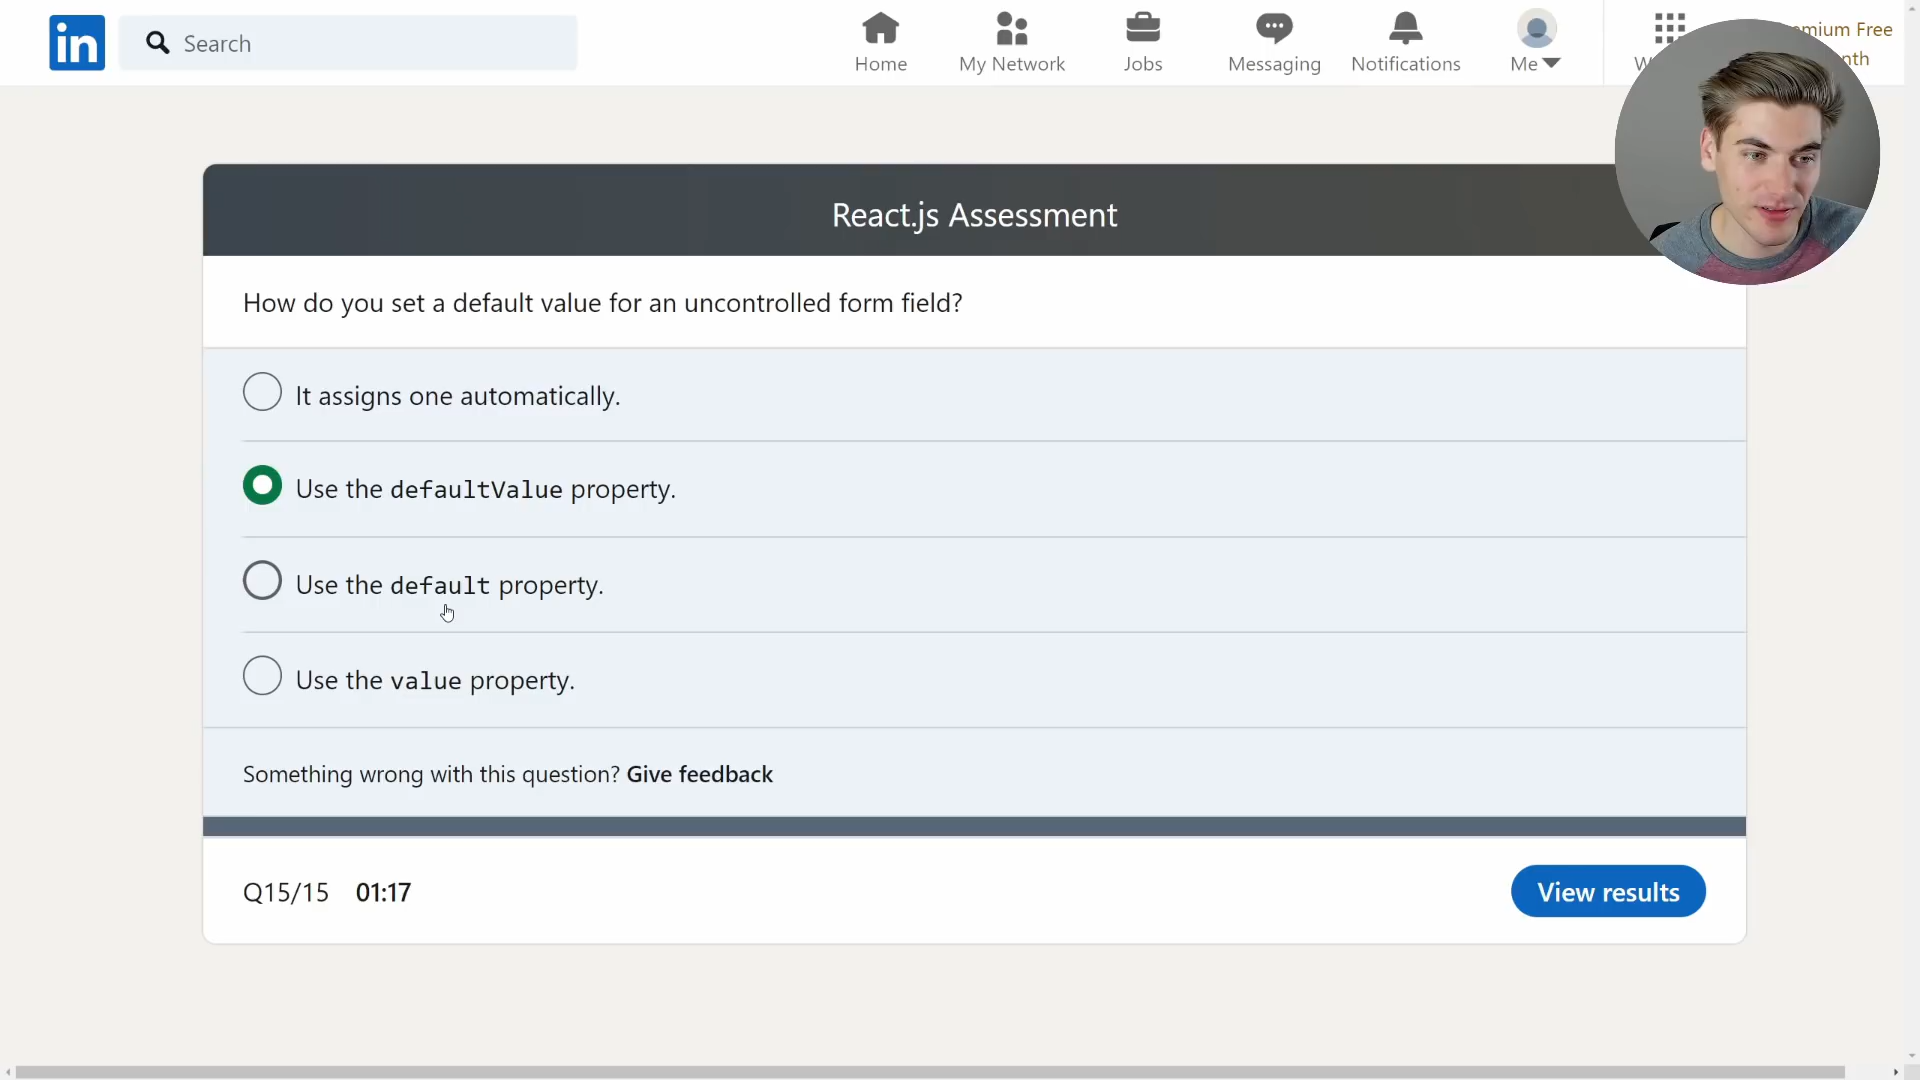 in
Search
Home
My Network
Jobs
Messaging
Notifications
Me
Free
React.js Assessment
How do you set a default value for an uncontrolled form field?
It assigns one automatically.
Use the defaultValue property.
Use the default property.
Use the value property.
Something wrong with this question? Give feedback
Q15/15 01:17
View results